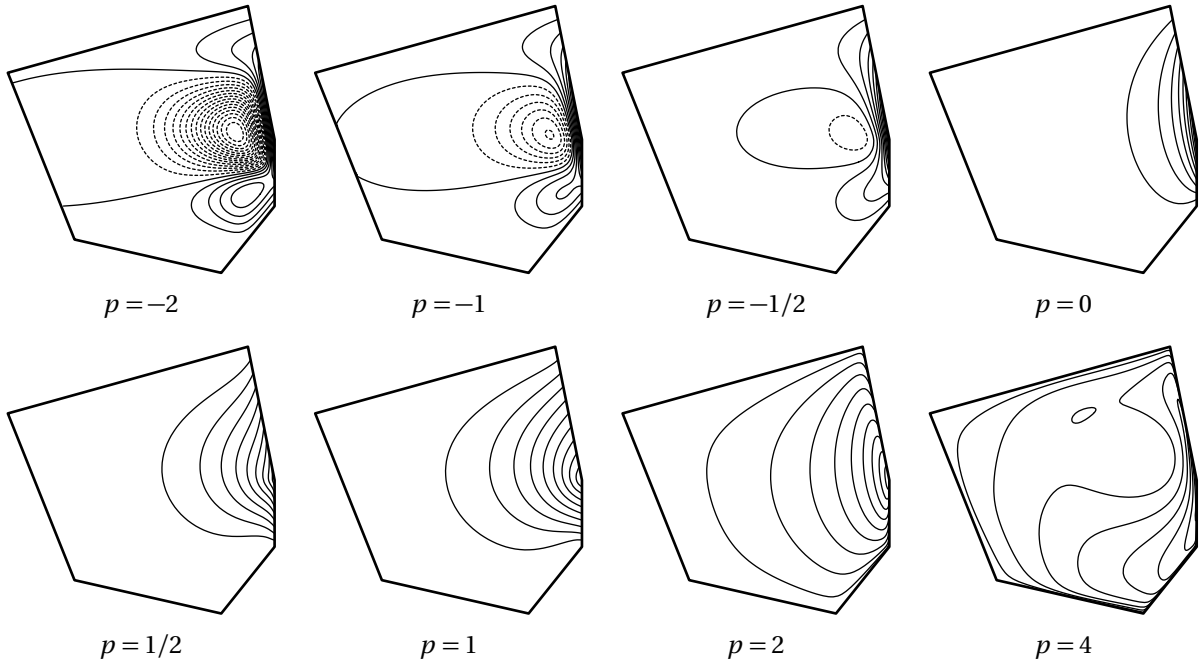 p = −2 p = −1 p = −1/2 p = 0
p = 1/2 p = 1 p = 2 p = 4